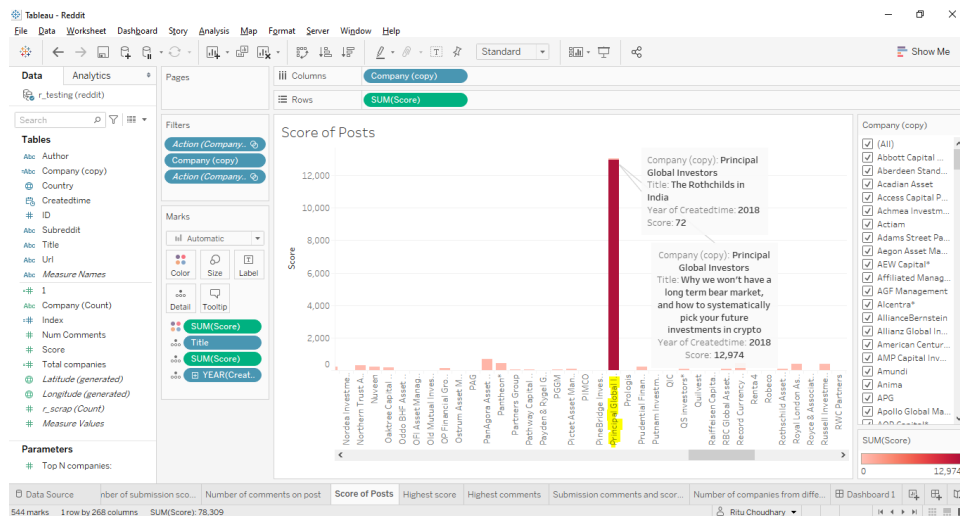 Tableau - Reddit
File Data Worksheet Dashboard Story Analysis Map Format Server Window Help
Standard
Show Me
Data Analytics
r_testing (reddit)
Search
Tables
Abc Author
=Abc Company (copy)
Country
Createdtime
# ID
Abc Subreddit
Abc Title
Abc Url
Abc Measure Names
=# 1
Abc Company (Count)
=# Index
# Num Comments
# Score
=# Total companies
Latitude (generated)
Longitude (generated)
# r_scrap (Count)
# Measure Values
Parameters
# Top N companies:
Pages
Filters
Action (Company..
Company (copy)
Action (Company..
Marks
Automatic
Color Size Label
Detail Tooltip
SUM(Score)
Title
SUM(Score)
YEAR(Creat..
Columns
Company (copy)
Rows
SUM(Score)
Score of Posts
Score
12,000
10,000
8,000
6,000
4,000
2,000
0
Company (copy): Principal
Global Investors
Title: The Rothchilds in
India
Year of Createdtime: 2018
Score: 72
Company (copy): Principal
Global Investors
Title: Why we won't have a
long term bear market,
and how to systematically
pick your future
investments in crypto
Year of Createdtime: 2018
Score: 12,974
Nordea Investme..
Northern Trust A..
Nuveen
Oaktree Capital..
Oddo BHF Asset..
OFI Asset Manag..
Old Mutual Inves..
OP Financial Gro..
Ostrum Asset M..
PAG
PanAgora Asset..
Pantheon*
Partners Group
Pathway Capital..
Payden & Rygel G..
PGGM
Pictet Asset Man..
PIMCO
PineBridge Inves..
Principal Global I..
Prologis
Prudential Finan..
Putnam Investm..
QIC
QS Investors*
Quilvest
Raiffeisen Capita..
RBC Global Asset..
Record Currency..
Renta 4
Robeco
Rothschild Asset..
Royal London As..
Royce & Associat..
Russell Investme..
RWC Partners
Company (copy)
(All)
Abbott Capital ...
Aberdeen Stand...
Acadian Asset
Access Capital P...
Achmea Investm...
Actiam
Adams Street Pa...
Aegon Asset Ma...
AEW Capital*
Affiliated Manag...
AGF Management
Alcentra*
AllianceBernstein
Allianz Global In...
American Centur...
AMP Capital Inv...
Amundi
Anima
APG
Apollo Global Ma...
AQR Capital*
SUM(Score)
0 12,974
Data Source
nber of submission sco...
Number of comments on post
Score of Posts
Highest score
Highest comments
Submission comments and scor...
Number of companies from diffe...
Dashboard 1
544 marks 1 row by 268 columns SUM(Score): 78,309
Ritu Choudhary